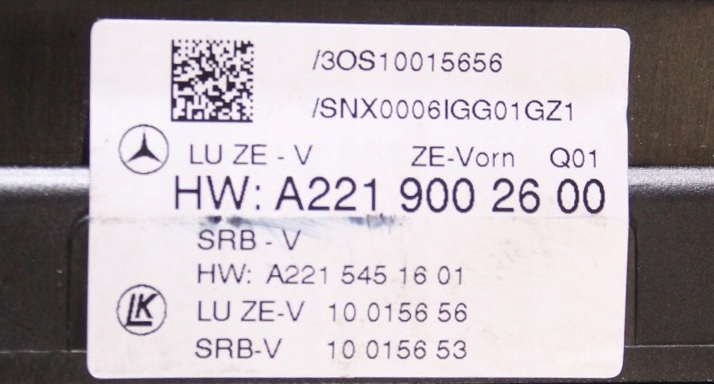 /3OS10015656
/SNX0006IGG01GZ1
LU ZE - V ZE-Vorn Q01
HW: A221 900 26 00
SRB - V
HW: A221 545 16 01
LK
LU ZE-V 10 0156 56
SRB-V 10 0156 53